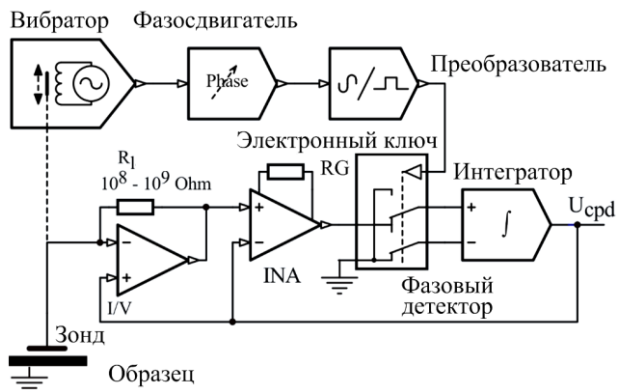 Вибратор
Фазосдвигатель
Phase
Преобразователь
Электронный ключ
R1
10⁸ - 10⁹ Ohm
RG
Интегратор
+
−
I/V
+
−
INA
+
−
∫
Ucpd
Фазовый
детектор
Зонд
Образец